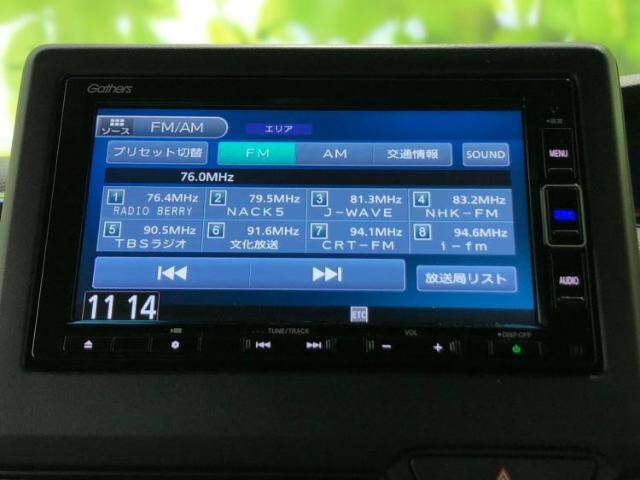 Gathers
ソース FM/AM エリア
プリセット切替 FM AM 交通情報 SOUND
76.0MHz
1 76.4MHz 2 79.5MHz 3 81.3MHz 4 83.2MHz
RADIO BERRY NACK5 J-WAVE NHK-FM
5 90.5MHz 6 91.6MHz 7 94.1MHz 8 94.6MHz
TBSラジオ 文化放送 CRT-FM i-fm
放送局リスト
11 14
ETC
MENU
AUDIO
TUNE/TRACK VOL DISP.OFF